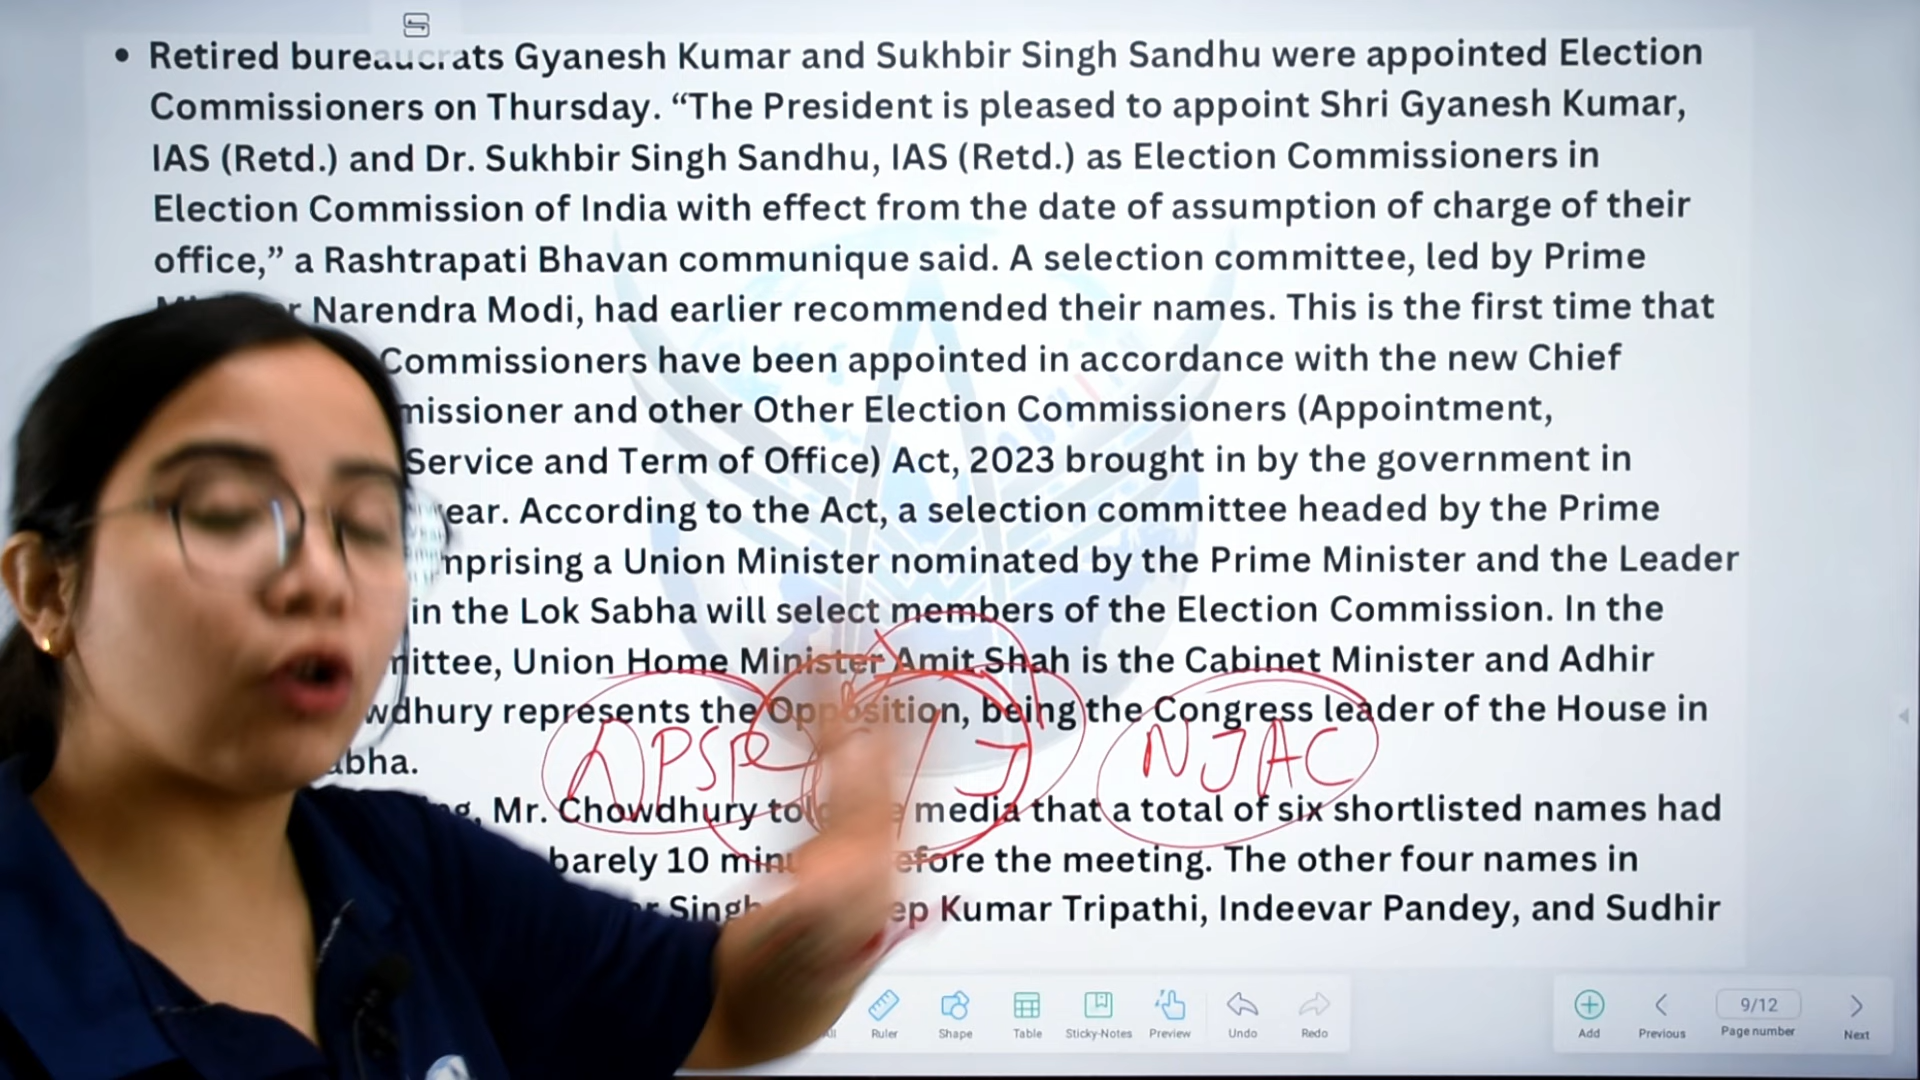 • Retired bureaucrats Gyanesh Kumar and Sukhbir Singh Sandhu were appointed Election
Commissioners on Thursday. “The President is pleased to appoint Shri Gyanesh Kumar,
IAS (Retd.) and Dr. Sukhbir Singh Sandhu, IAS (Retd.) as Election Commissioners in
Election Commission of India with effect from the date of assumption of charge of their
office,” a Rashtrapati Bhavan communique said. A selection committee, led by Prime
Narendra Modi, had earlier recommended their names. This is the first time that
Commissioners have been appointed in accordance with the new Chief
missioner and other Other Election Commissioners (Appointment,
Service and Term of Office) Act, 2023 brought in by the government in
ear. According to the Act, a selection committee headed by the Prime
mprising a Union Minister nominated by the Prime Minister and the Leader
in the Lok Sabha will select members of the Election Commission. In the
mittee, Union Home Minister Amit Shah is the Cabinet Minister and Adhir
wdhury represents the Opposition, being the Congress leader of the House in
abha.
DPSP
J
NJAC
g, Mr. Chowdhury media that a total of six shortlisted names had
barely 10 before the meeting. The other four names in
Singh ep Kumar Tripathi, Indeevar Pandey, and Sudhir
Ruler Shape Table Sticky-Notes Preview Undo Redo Add Previous 9/12 Page number Next